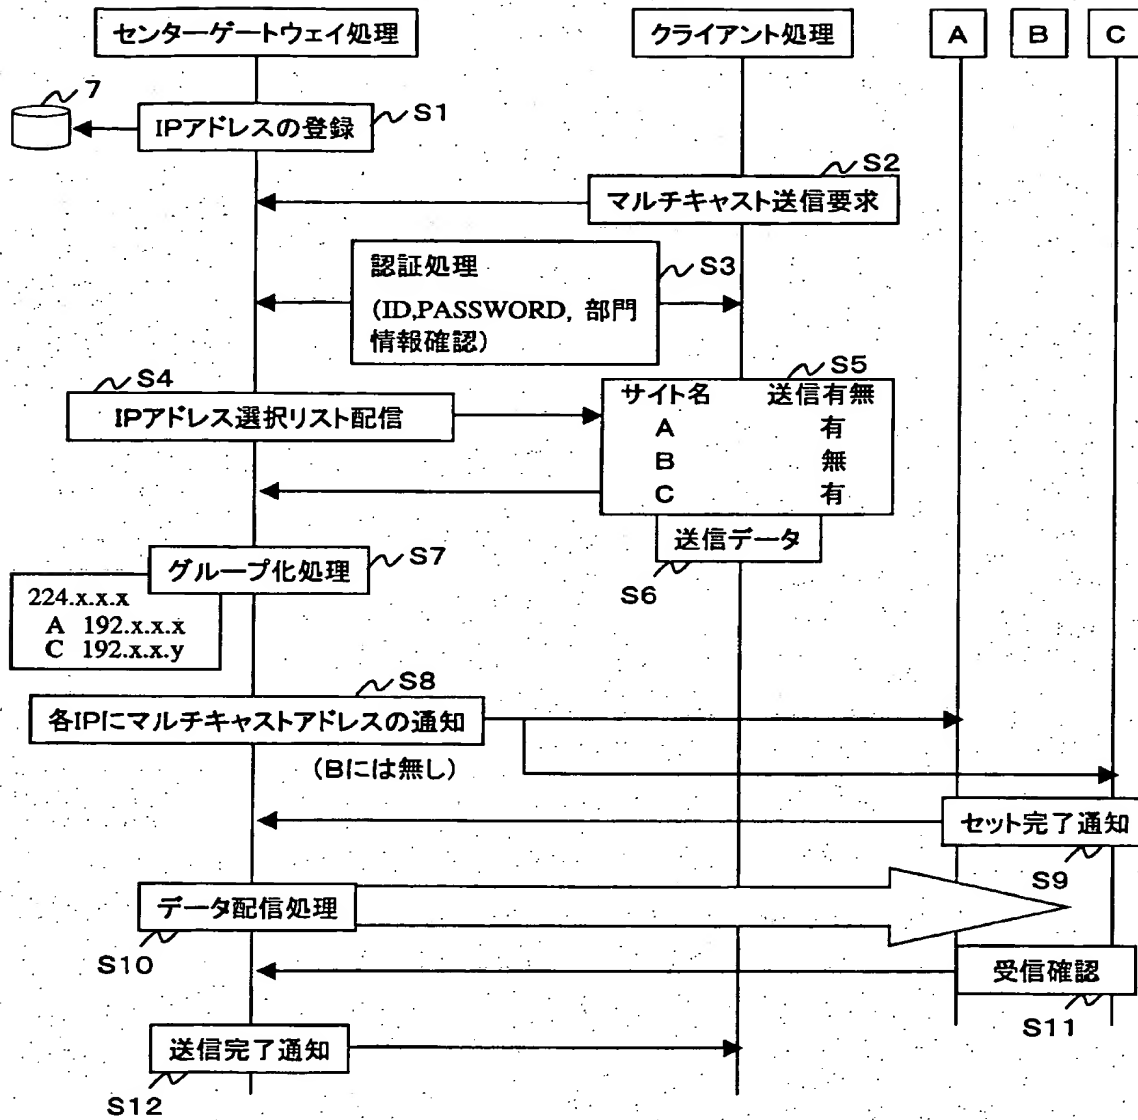 センターゲートウェイ処理
クライアント処理
A
B
C
7
IPアドレスの登録
S1
S2
マルチキャスト送信要求
認証処理
S3
(ID,PASSWORD, 部門
情報確認)
S4
IPアドレス選択リスト配信
S5
サイト名 送信有無
A 有
B 無
C 有
送信データ
S6
グループ化処理
S7
224.x.x.x
A 192.x.x.x
C 192.x.x.y
S8
各IPにマルチキャストアドレスの通知
(Bには無し)
セット完了通知
S9
データ配信処理
S10
受信確認
S11
送信完了通知
S12